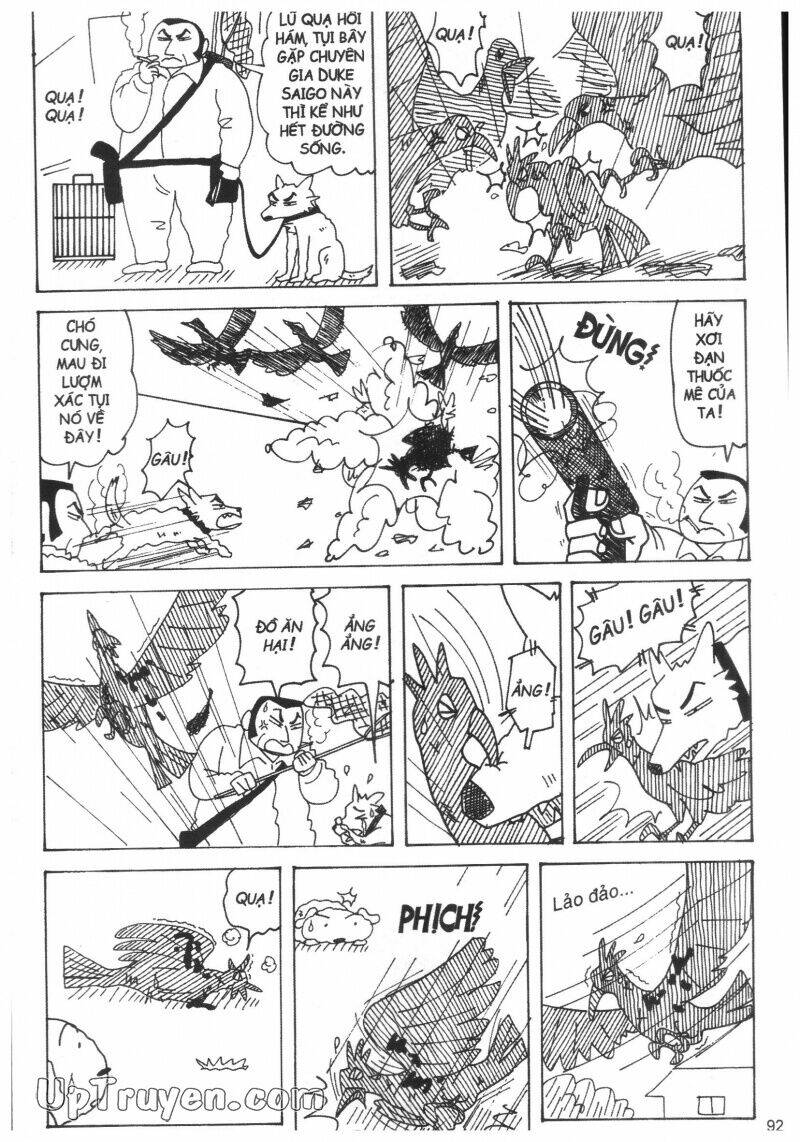 QUẠ!
QUẠ!
LŨ QUẠ HÔI
HÁM, TỤI BÂY
GẶP CHUYÊN
GIA DUKE
SAIGO NÀY
THÌ KỂ NHƯ
HẾT ĐƯỜNG
SỐNG.
QUẠ!
QUẠ!
HÃY
XƠI
ĐẠN
THUỐC
MÊ CỦA
TA!
ĐÙNG!
CHÓ
CƯNG,
MAU ĐI
LƯỢM
XÁC TỤI
NÓ VỀ
ĐÂY!
GÂU!
GÂU! GÂU!
ẲNG!
ẲNG
ẲNG!
ĐỒ ĂN
HẠI!
Lảo đảo...
PHỊCH!
QUẠ!
UpTruyen.com
92